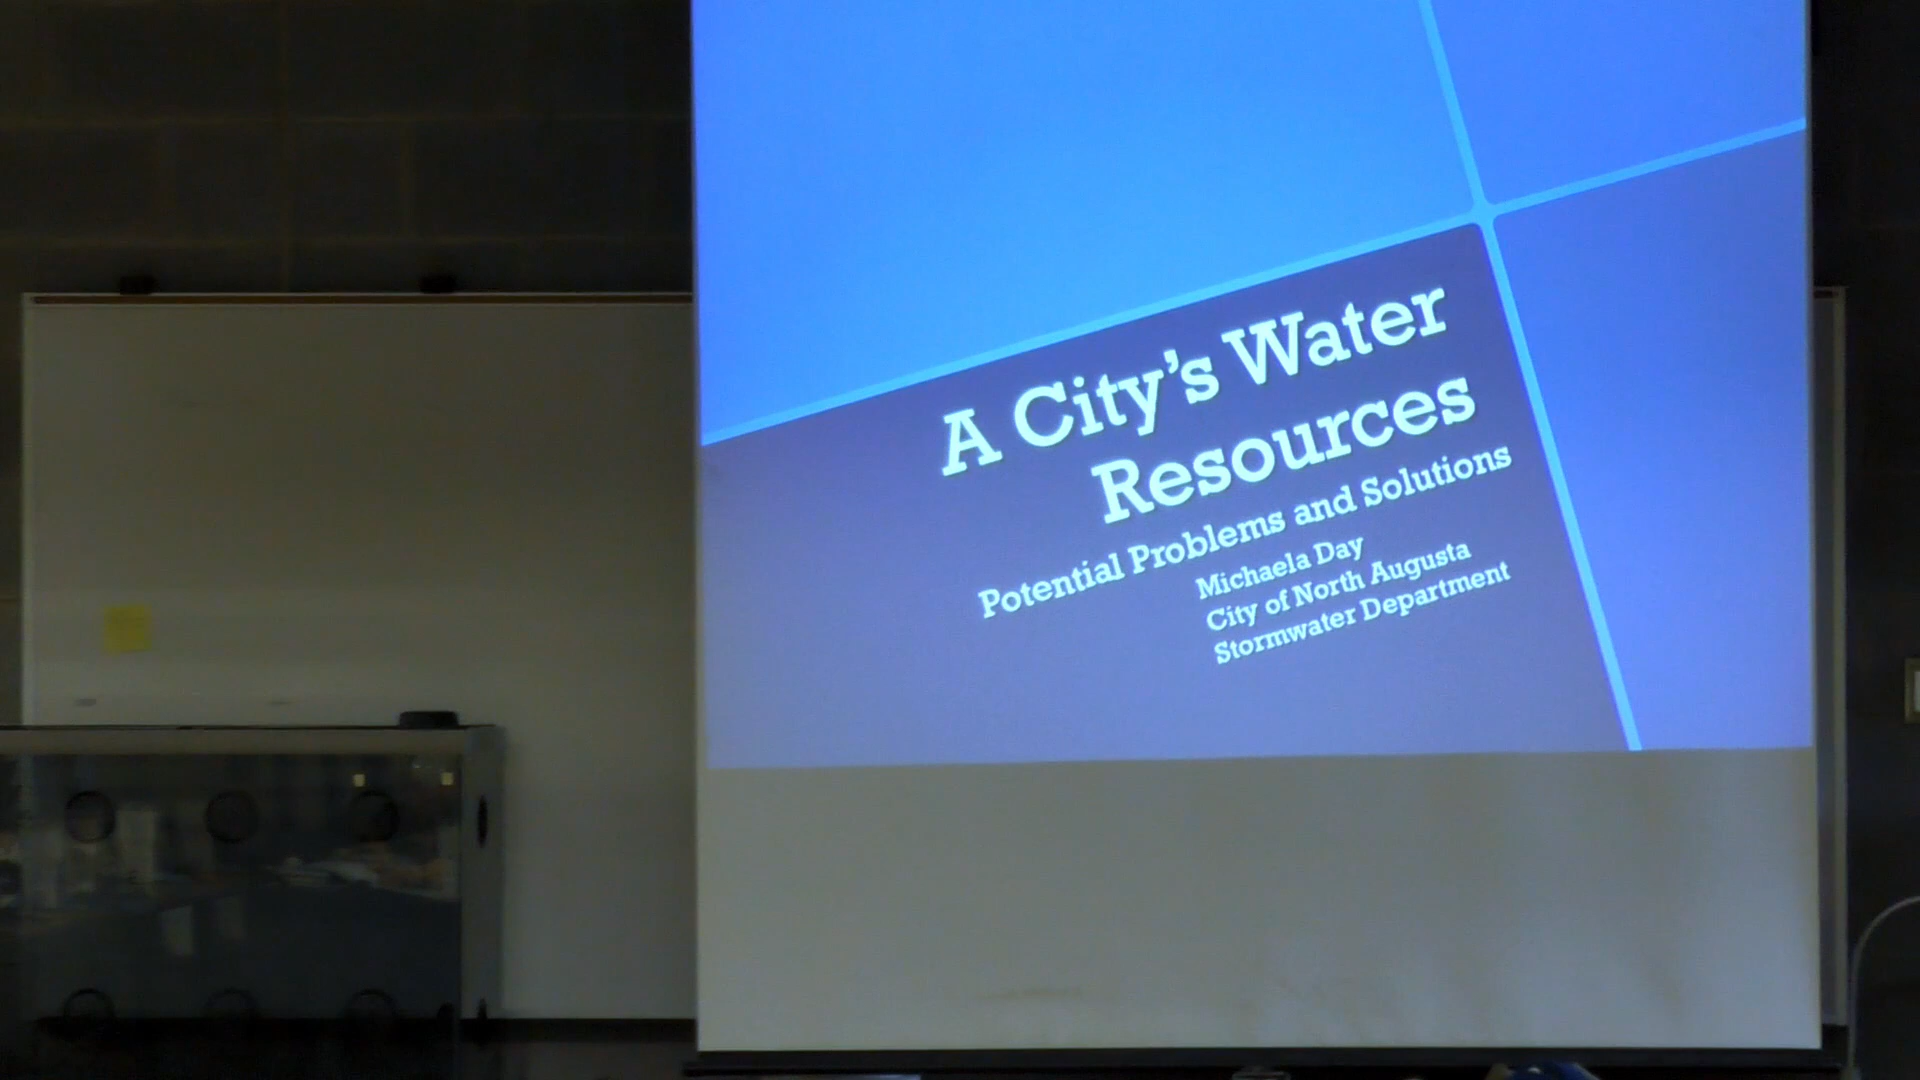 A City's Water
Resources
Potential Problems and Solutions
Michaela Day
City of North Augusta
Stormwater Department